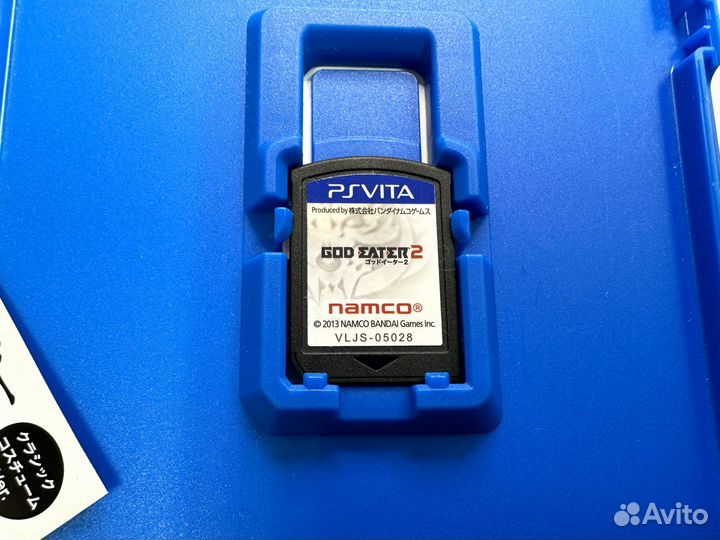 PSVITA
Produced by 株式会社バンダイナムコゲームス
GOD EATER 2
ゴッドイーター2
namco®
© 2013 NAMCO BANDAI Games Inc.
VLJS-05028
クラシック
コスチューム
Ver.
Avito